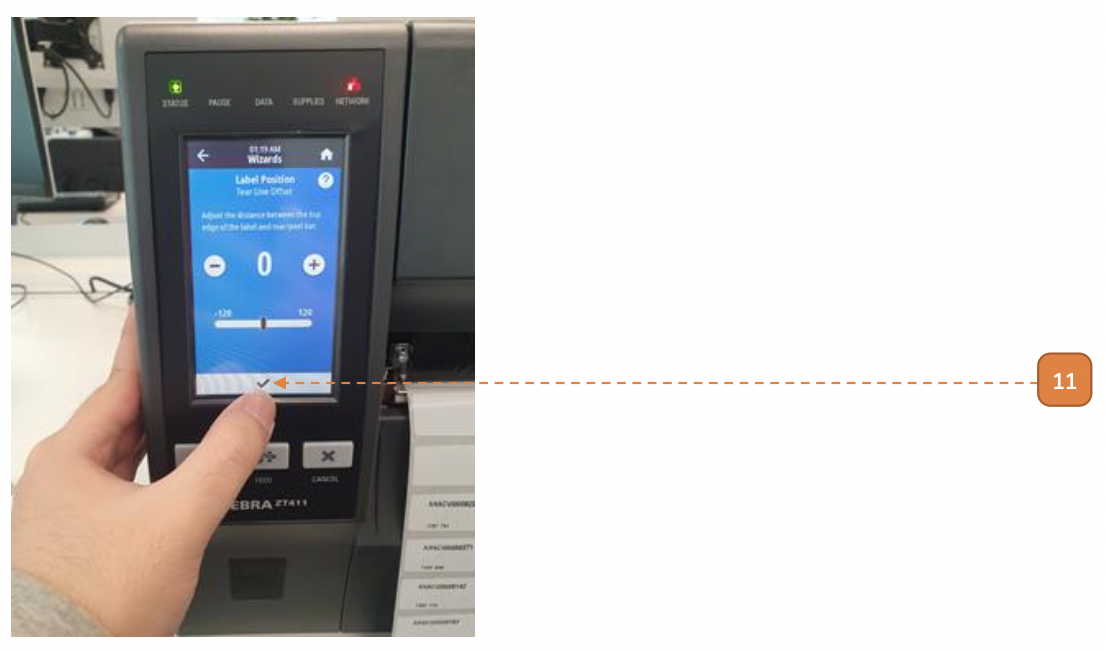 STATUS PAUSE DATA SUPPLIES NETWORK
01:19 AM
Wizards
Label Position
Tear Line Offset
Adjust the distance between the top
edge of the label and tear/peel bar.
0
-120 120
11
FEED CANCEL
EBRA ZT411